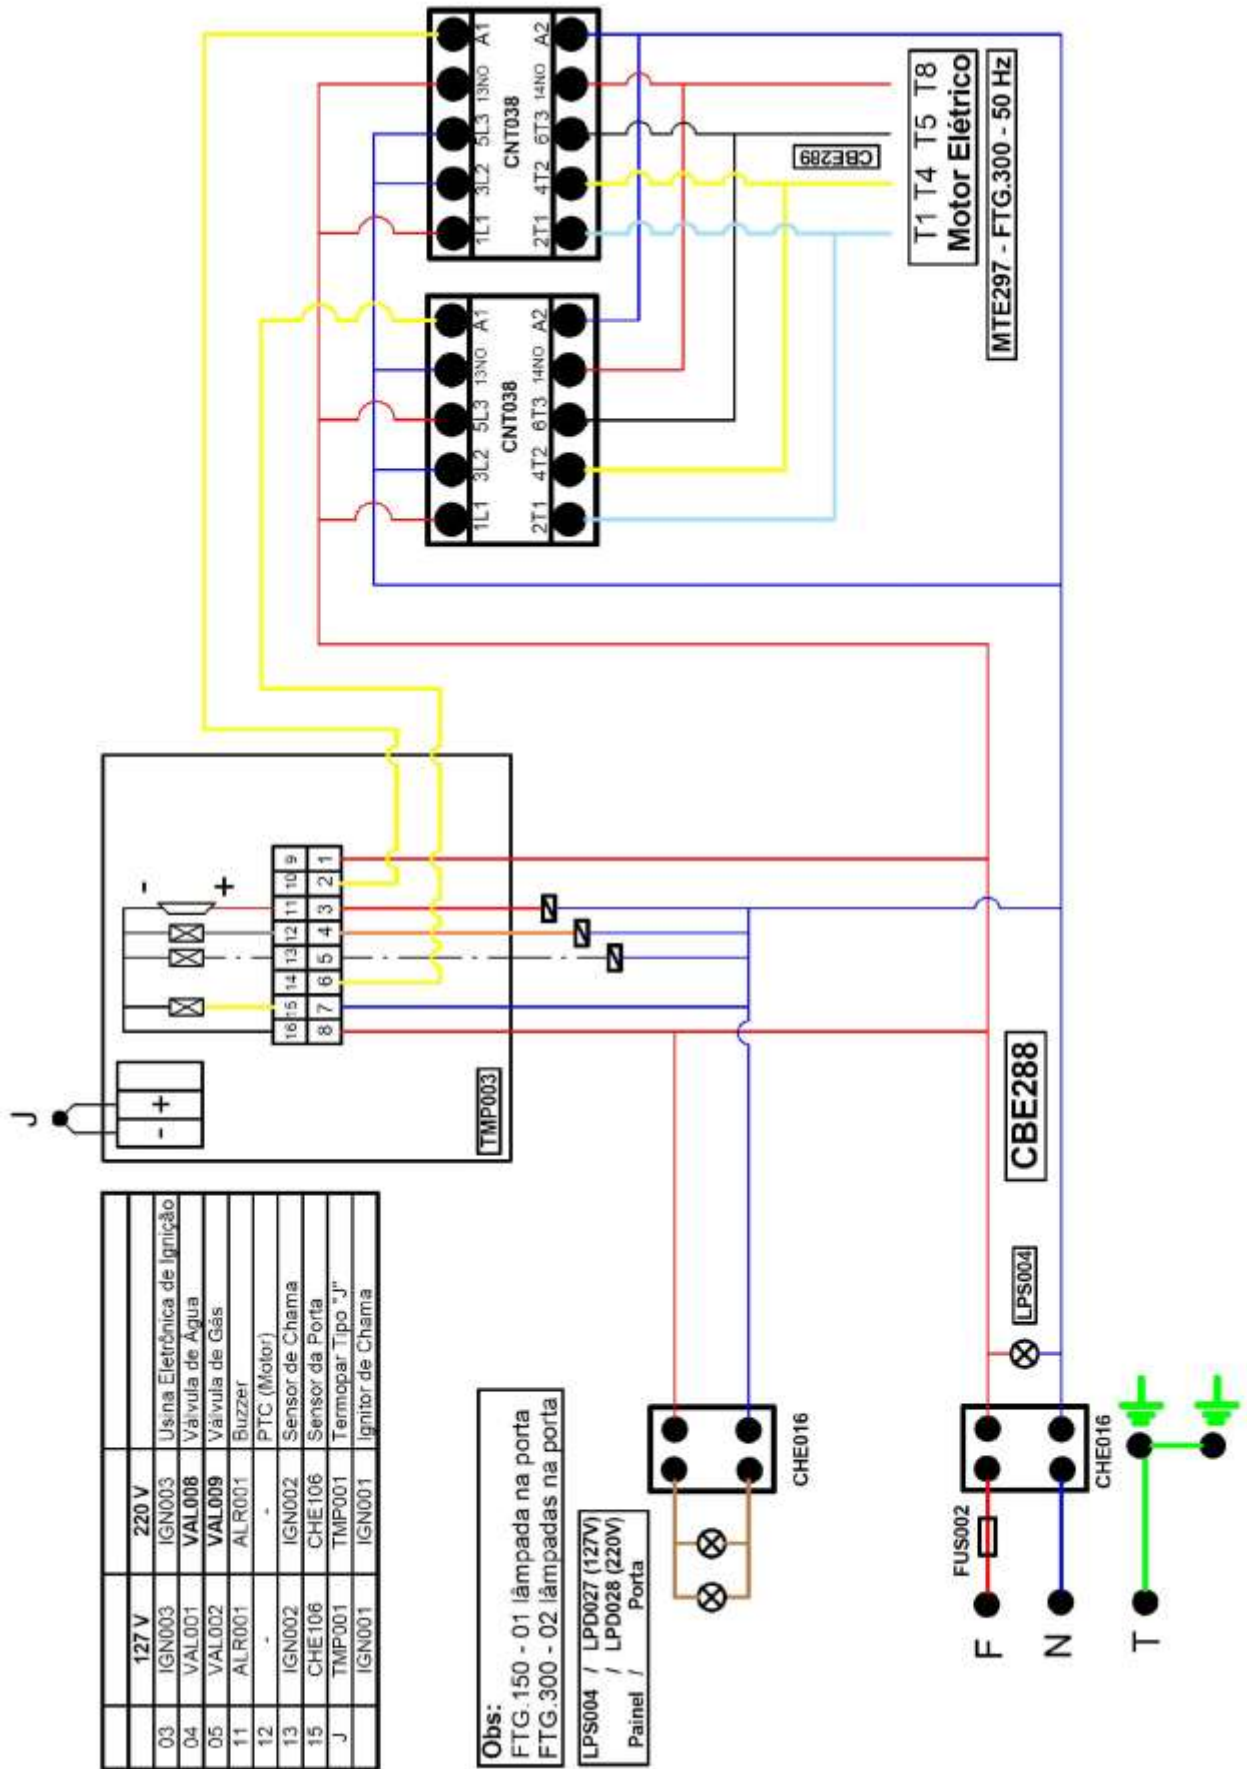 127 V 220 V
03 IGN003 IGN003 Usina Eletrônica de Ignição
04 VAL001 VAL008 Válvula de Água
05 VAL002 VAL009 Válvula de Gás
11 ALR001 ALR001 Buzzer
12 - - PTC (Motor)
13 IGN002 IGN002 Sensor de Chama
15 CHE106 CHE106 Sensor da Porta
J TMP001 TMP001 Termopar Tipo "J"
IGN001 IGN001 Ignitor de Chama
J
- +
- +
16 15 14 13 12 11 10 9
8 7 6 5 4 3 2 1
TMP003
A1 13NO 5L3 3L2 1L1
CNT038
A2 14NO 6T3 4T2 2T1
A1 13NO 5L3 3L2 1L1
CNT038
A2 14NO 6T3 4T2 2T1
CBE289
T1 T4 T5 T8
Motor Elétrico
MTE297 - FTG.300 - 50 Hz
Obs:
FTG.150 - 01 lâmpada na porta
FTG.300 - 02 lâmpadas na porta
LPS004 / LPD027 (127V)
/ LPD028 (220V)
Painel / Porta
CHE016
CBE288
LPS004
FUS002
CHE016
F
N
T